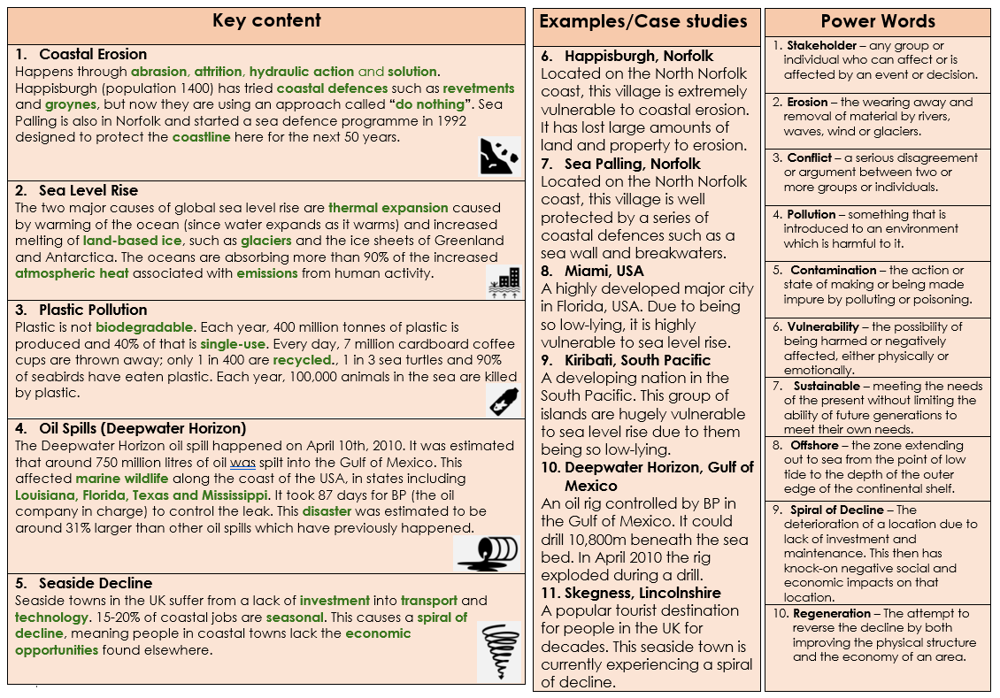 Key content
1. Coastal Erosion
Happens through abrasion, attrition, hydraulic action and solution.
Happisburgh (population 1400) has tried coastal defences such as revetments
and groynes, but now they are using an approach called “do nothing”. Sea
Palling is also in Norfolk and started a sea defence programme in 1992
designed to protect the coastline here for the next 50 years.
2. Sea Level Rise
The two major causes of global sea level rise are thermal expansion caused
by warming of the ocean (since water expands as it warms) and increased
melting of land-based ice, such as glaciers and the ice sheets of Greenland
and Antarctica. The oceans are absorbing more than 90% of the increased
atmospheric heat associated with emissions from human activity.
3. Plastic Pollution
Plastic is not biodegradable. Each year, 400 million tonnes of plastic is
produced and 40% of that is single-use. Every day, 7 million cardboard coffee
cups are thrown away; only 1 in 400 are recycled., 1 in 3 sea turtles and 90%
of seabirds have eaten plastic. Each year, 100,000 animals in the sea are killed
by plastic.
4. Oil Spills (Deepwater Horizon)
The Deepwater Horizon oil spill happened on April 10th, 2010. It was estimated
that around 750 million litres of oil was spilt into the Gulf of Mexico. This
affected marine wildlife along the coast of the USA, in states including
Louisiana, Florida, Texas and Mississippi. It took 87 days for BP (the oil
company in charge) to control the leak. This disaster was estimated to be
around 31% larger than other oil spills which have previously happened.
5. Seaside Decline
Seaside towns in the UK suffer from a lack of investment into transport and
technology. 15-20% of coastal jobs are seasonal. This causes a spiral of
decline, meaning people in coastal towns lack the economic
opportunities found elsewhere.
Examples/Case studies
6. Happisburgh, Norfolk
Located on the North Norfolk
coast, this village is extremely
vulnerable to coastal erosion.
It has lost large amounts of
land and property to erosion.
7. Sea Palling, Norfolk
Located on the North Norfolk
coast, this village is well
protected by a series of
coastal defences such as a
sea wall and breakwaters.
8. Miami, USA
A highly developed major city
in Florida, USA. Due to being
so low-lying, it is highly
vulnerable to sea level rise.
9. Kiribati, South Pacific
A developing nation in the
South Pacific. This group of
islands are hugely vulnerable
to sea level rise due to them
being so low-lying.
10. Deepwater Horizon, Gulf of
Mexico
An oil rig controlled by BP in
the Gulf of Mexico. It could
drill 10,800m beneath the sea
bed. In April 2010 the rig
exploded during a drill.
11. Skegness, Lincolnshire
A popular tourist destination
for people in the UK for
decades. This seaside town is
currently experiencing a spiral
of decline.
Power Words
1. Stakeholder – any group or
individual who can affect or is
affected by an event or decision.
2. Erosion – the wearing away and
removal of material by rivers,
waves, wind or glaciers.
3. Conflict – a serious disagreement
or argument between two or
more groups or individuals.
4. Pollution – something that is
introduced to an environment
which is harmful to it.
5. Contamination – the action or
state of making or being made
impure by polluting or poisoning.
6. Vulnerability – the possibility of
being harmed or negatively
affected, either physically or
emotionally.
7. Sustainable – meeting the needs
of the present without limiting the
ability of future generations to
meet their own needs.
8. Offshore – the zone extending
out to sea from the point of low
tide to the depth of the outer
edge of the continental shelf.
9. Spiral of Decline – The
deterioration of a location due to
lack of investment and
maintenance. This then has
knock-on negative social and
economic impacts on that
location.
10. Regeneration – The attempt to
reverse the decline by both
improving the physical structure
and the economy of an area.